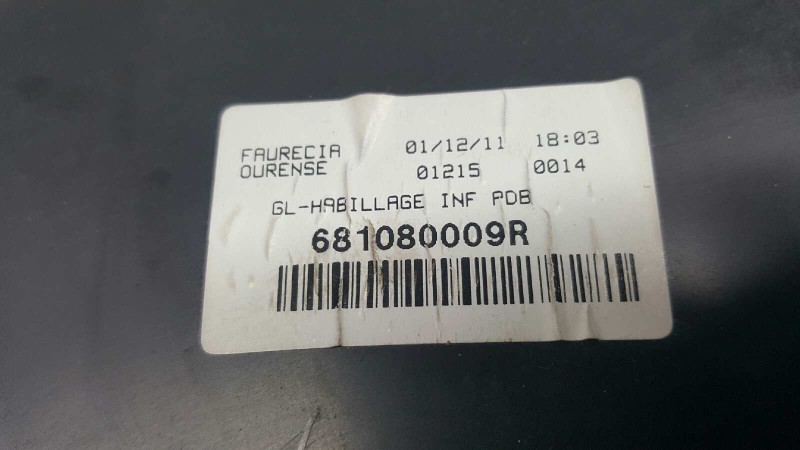 FAURECIA 01/12/11 18:03
OURENSE 01215 0014
GL-HABILLAGE INF PDB
681080009R